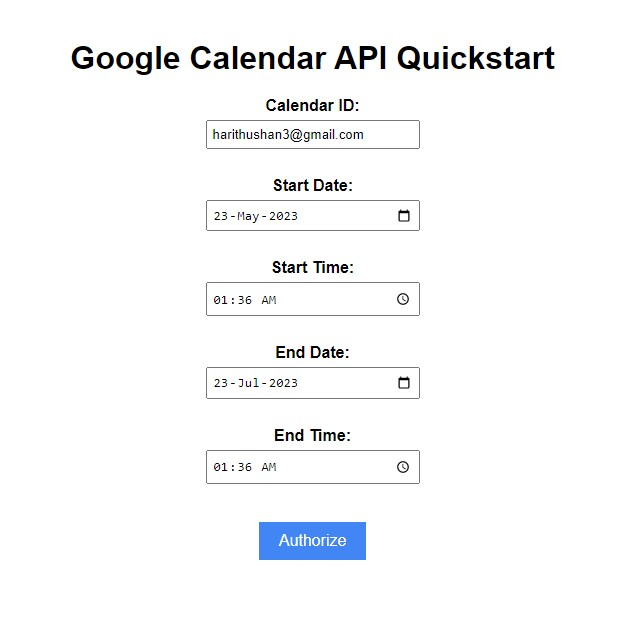 Google Calendar API Quickstart
Calendar ID:
harithushan3@gmail.com
Start Date:
23-May-2023
Start Time:
01:36 AM
End Date:
23-Jul-2023
End Time:
01:36 AM
Authorize